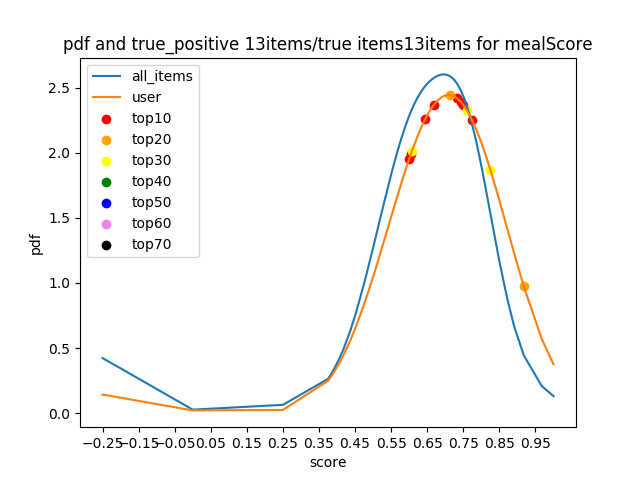 pdf and true_positive 13items/true items13items for mealScore
all_items
user
top10
top20
top30
top40
top50
top60
top70
pdf
2.5
2.0
1.5
1.0
0.5
0.0
−0.25 −0.15 −0.05 0.05 0.15 0.25 0.35 0.45 0.55 0.65 0.75 0.85 0.95
score